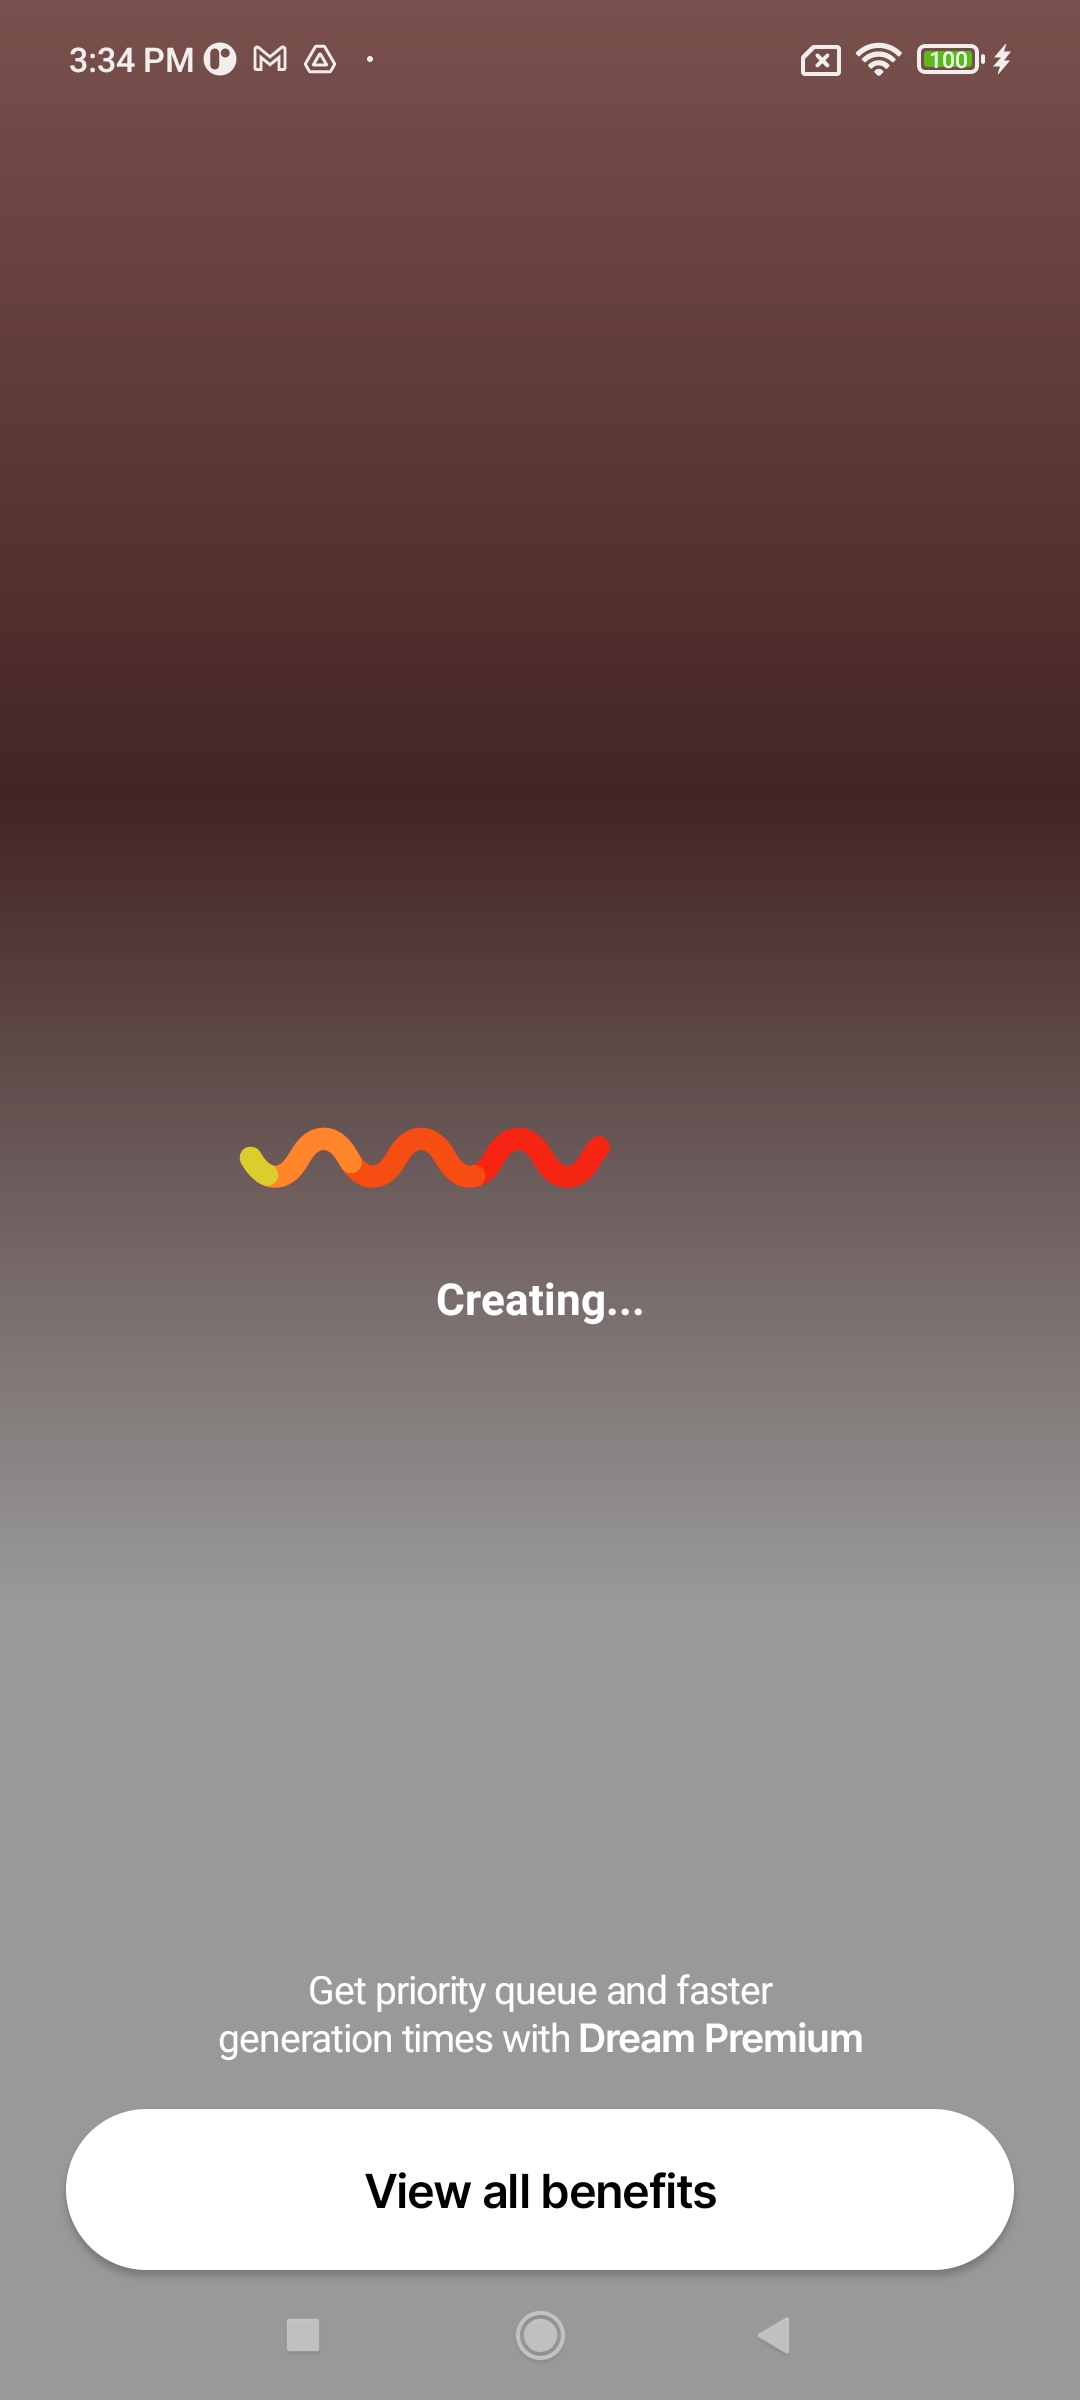 3:34 PM
100
Creating...
Get priority queue and faster
generation times with Dream Premium
View all benefits